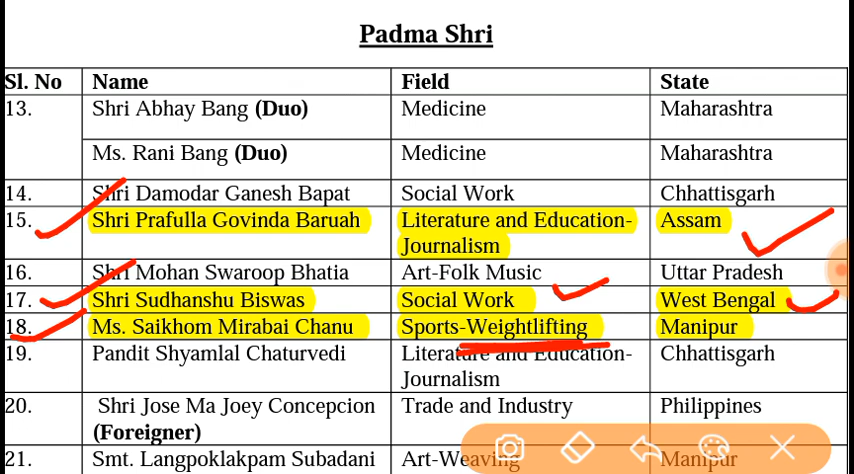 Padma Shri
Sl. No Name Field State
13. Shri Abhay Bang (Duo) Medicine Maharashtra
Ms. Rani Bang (Duo) Medicine Maharashtra
14. Shri Damodar Ganesh Bapat Social Work Chhattisgarh
15. Shri Prafulla Govinda Baruah Literature and Education- Assam
Journalism
16. Shri Mohan Swaroop Bhatia Art-Folk Music Uttar Pradesh
17. Shri Sudhanshu Biswas Social Work West Bengal
18. Ms. Saikhom Mirabai Chanu Sports-Weightlifting Manipur
19. Pandit Shyamlal Chaturvedi Literature and Education- Chhattisgarh
Journalism
20. Shri Jose Ma Joey Concepcion Trade and Industry Philippines
(Foreigner)
21. Smt. Langpoklakpam Subadani Art-Weaving Manipur